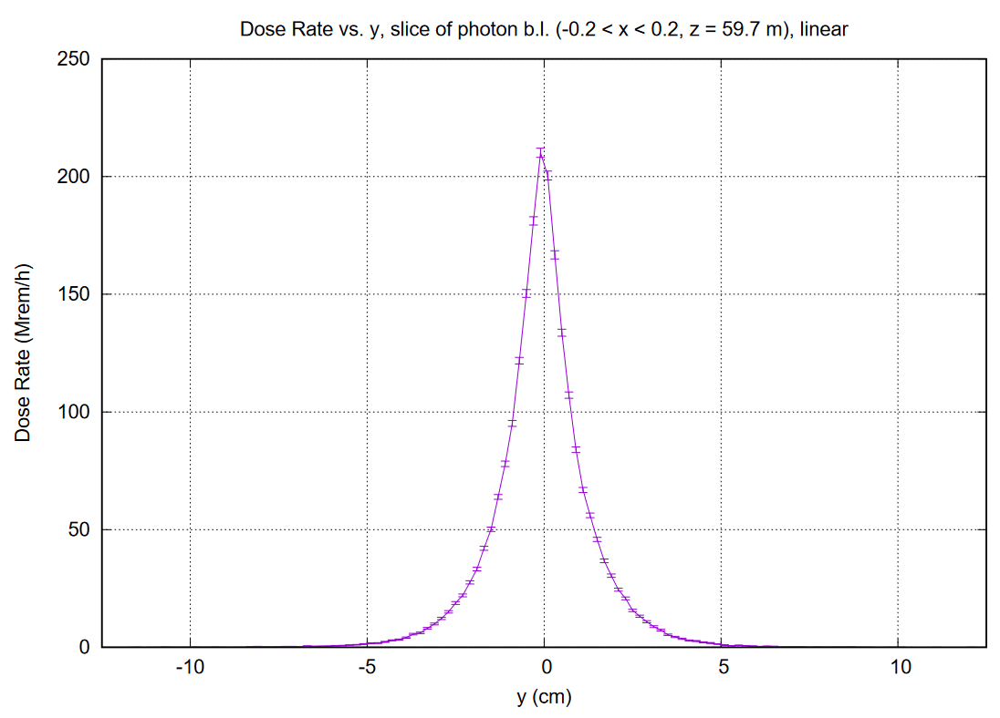 Dose Rate vs. y, slice of photon b.l. (-0.2 < x < 0.2, z = 59.7 m), linear
250
200
150
100
50
0
Dose Rate (Mrem/h)
-10 -5 0 5 10
y (cm)